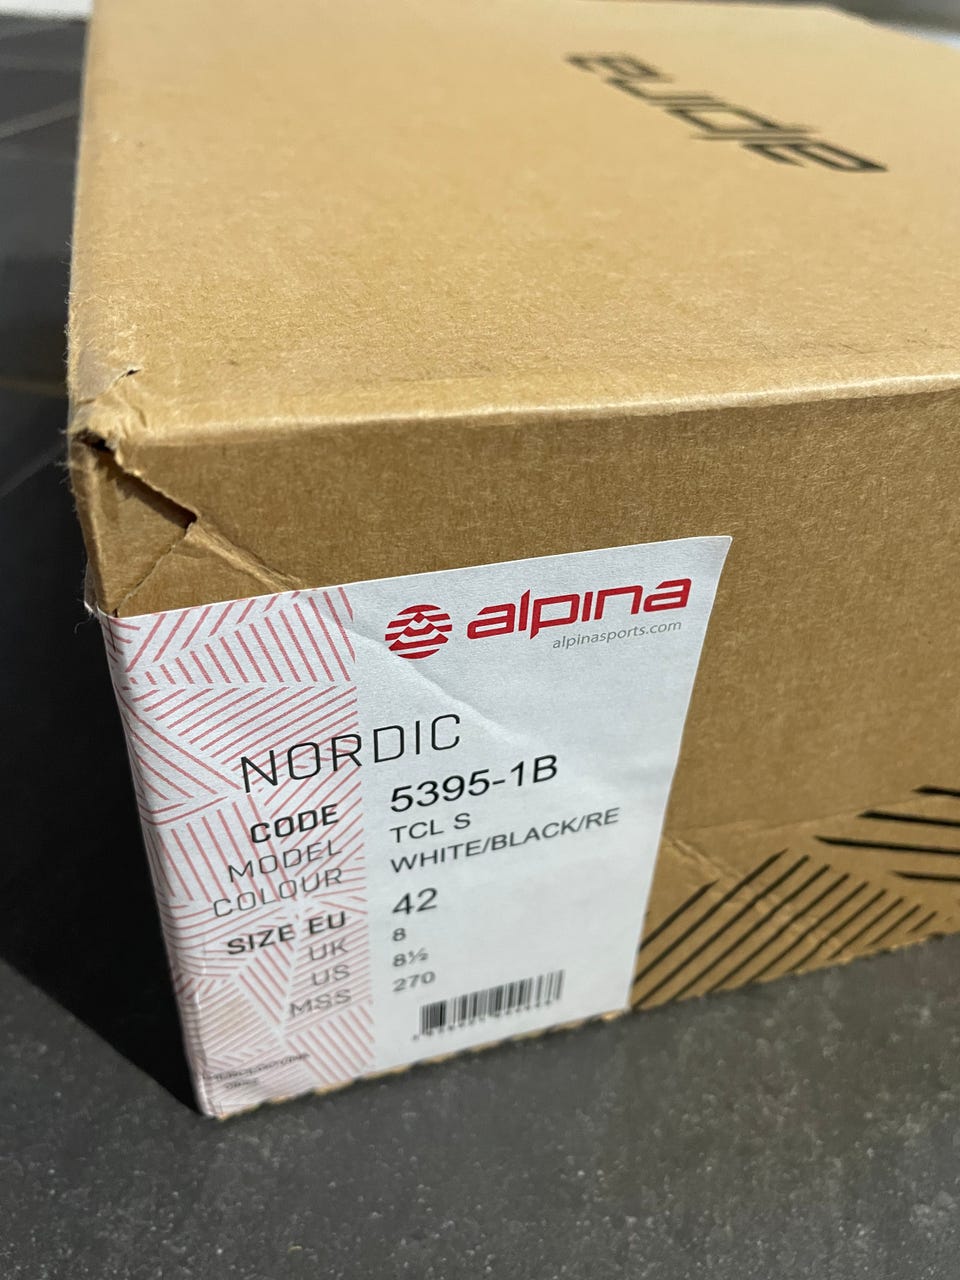 alpina
alpina
alpinasports.com
NORDIC
CODE 5395-1B
MODEL TCL S
COLOUR WHITE/BLACK/RE
SIZE EU 42
UK 8
US 8½
MSS 270